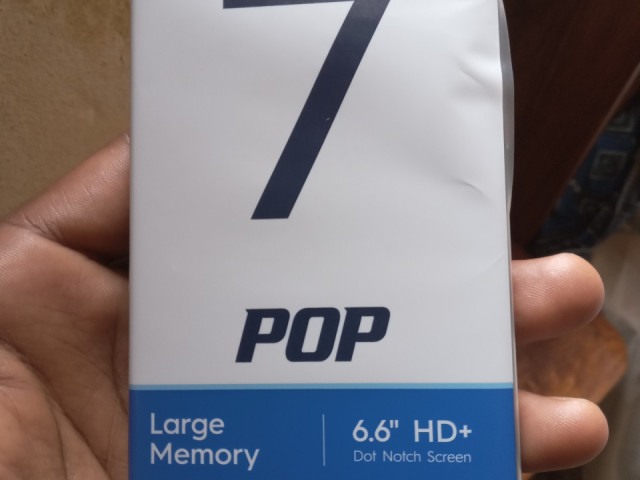 7
POP
Large
Memory
6.6" HD+
Dot Notch Screen